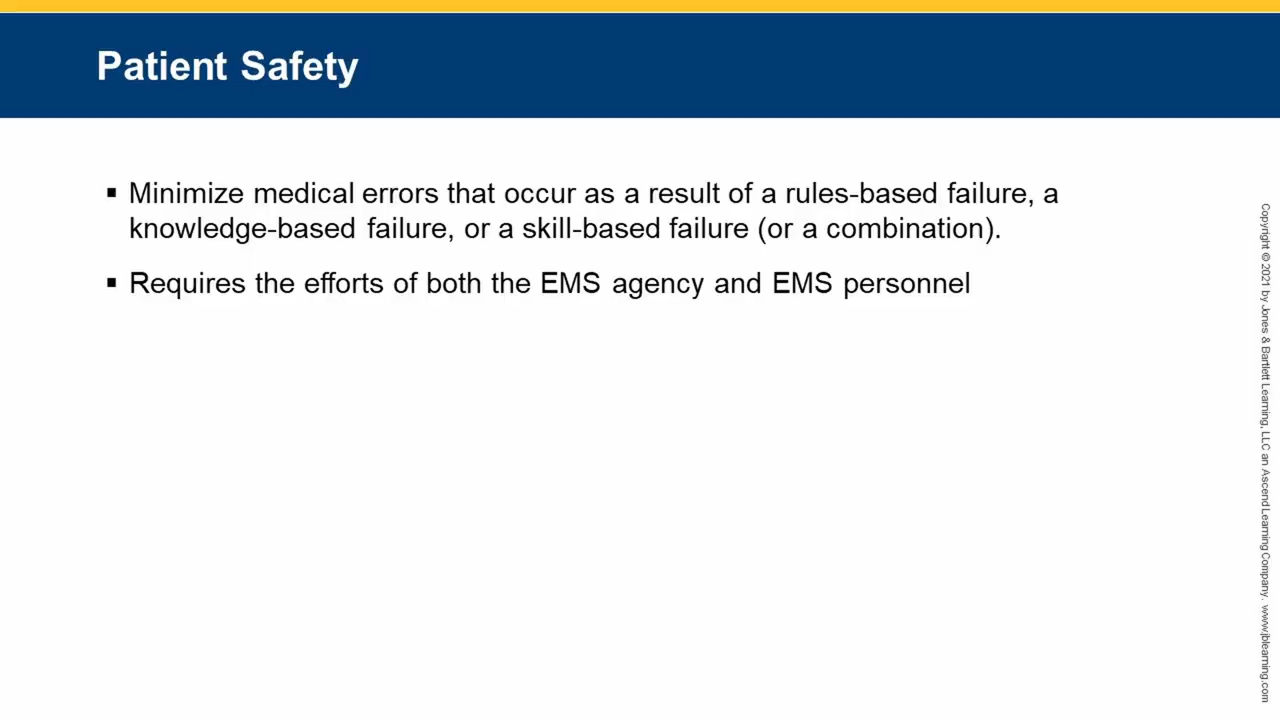 Patient Safety
▪ Minimize medical errors that occur as a result of a rules-based failure, a
knowledge-based failure, or a skill-based failure (or a combination).
▪ Requires the efforts of both the EMS agency and EMS personnel
Copyright © 2021 by Jones & Bartlett Learning, LLC an Ascend Learning Company. www.jblearning.com